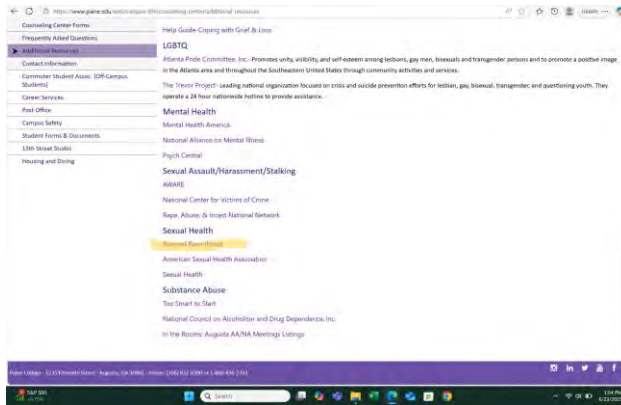 Counseling Center Forms
Frequently Asked Questions
Additional Resources
Contact Information
Commuter Student Assoc. (Off-Campus
Students)
Career Services
Post Office
Campus Safety
Student Forms & Documents
15th Street Studio
Housing and Dining
Help Guide-Coping with Grief & Loss
LGBTQ
Atlanta Pride Committee, Inc.- Promotes unity, visibility, and self-esteem among lesbians, gay men, bisexuals and transgender persons and to promote a positive image
in the Atlanta area and throughout the Southeastern United States through community activities and services.
The Trevor Project- Leading national organization focused on crisis and suicide prevention efforts for lesbian, gay, bisexual, transgender, and questioning youth. They
operate a 24 hour nationwide hotline to provide assistance.
Mental Health
Mental Health America
National Alliance on Mental Illness
Psych Central
Sexual Assault/Harassment/Stalking
AWARE
National Center for Victims of Crime
Rape, Abuse, & Incest National Network
Sexual Health
Planned Parenthood
American Sexual Health Association
Sexual Health
Substance Abuse
Too Smart to Start
National Council on Alcoholism and Drug Dependence, Inc.
In the Rooms: Augusta AA/NA Meetings Listings
Search
1:04 PM